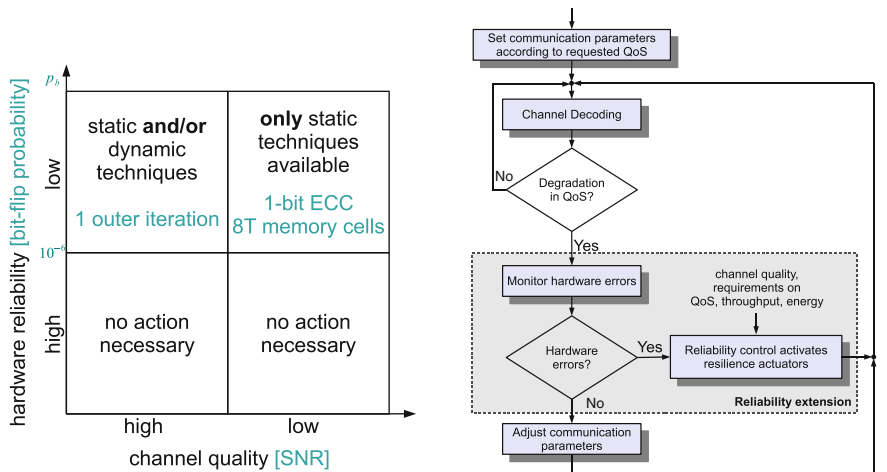 hardware reliability [bit-flip probability]
p_b
low
10^-6
high
static and/or
dynamic
techniques
1 outer iteration
only static
techniques
available
1-bit ECC
8T memory cells
no action
necessary
no action
necessary
high
low
channel quality [SNR]
Set communication parameters
according to requested QoS
Channel Decoding
No
Degradation
in QoS?
Yes
Monitor hardware errors
channel quality,
requirements on
QoS, throughput, energy
Hardware
errors?
Yes
Reliability control activates
resilience actuators
No
Reliability extension
Adjust communication
parameters